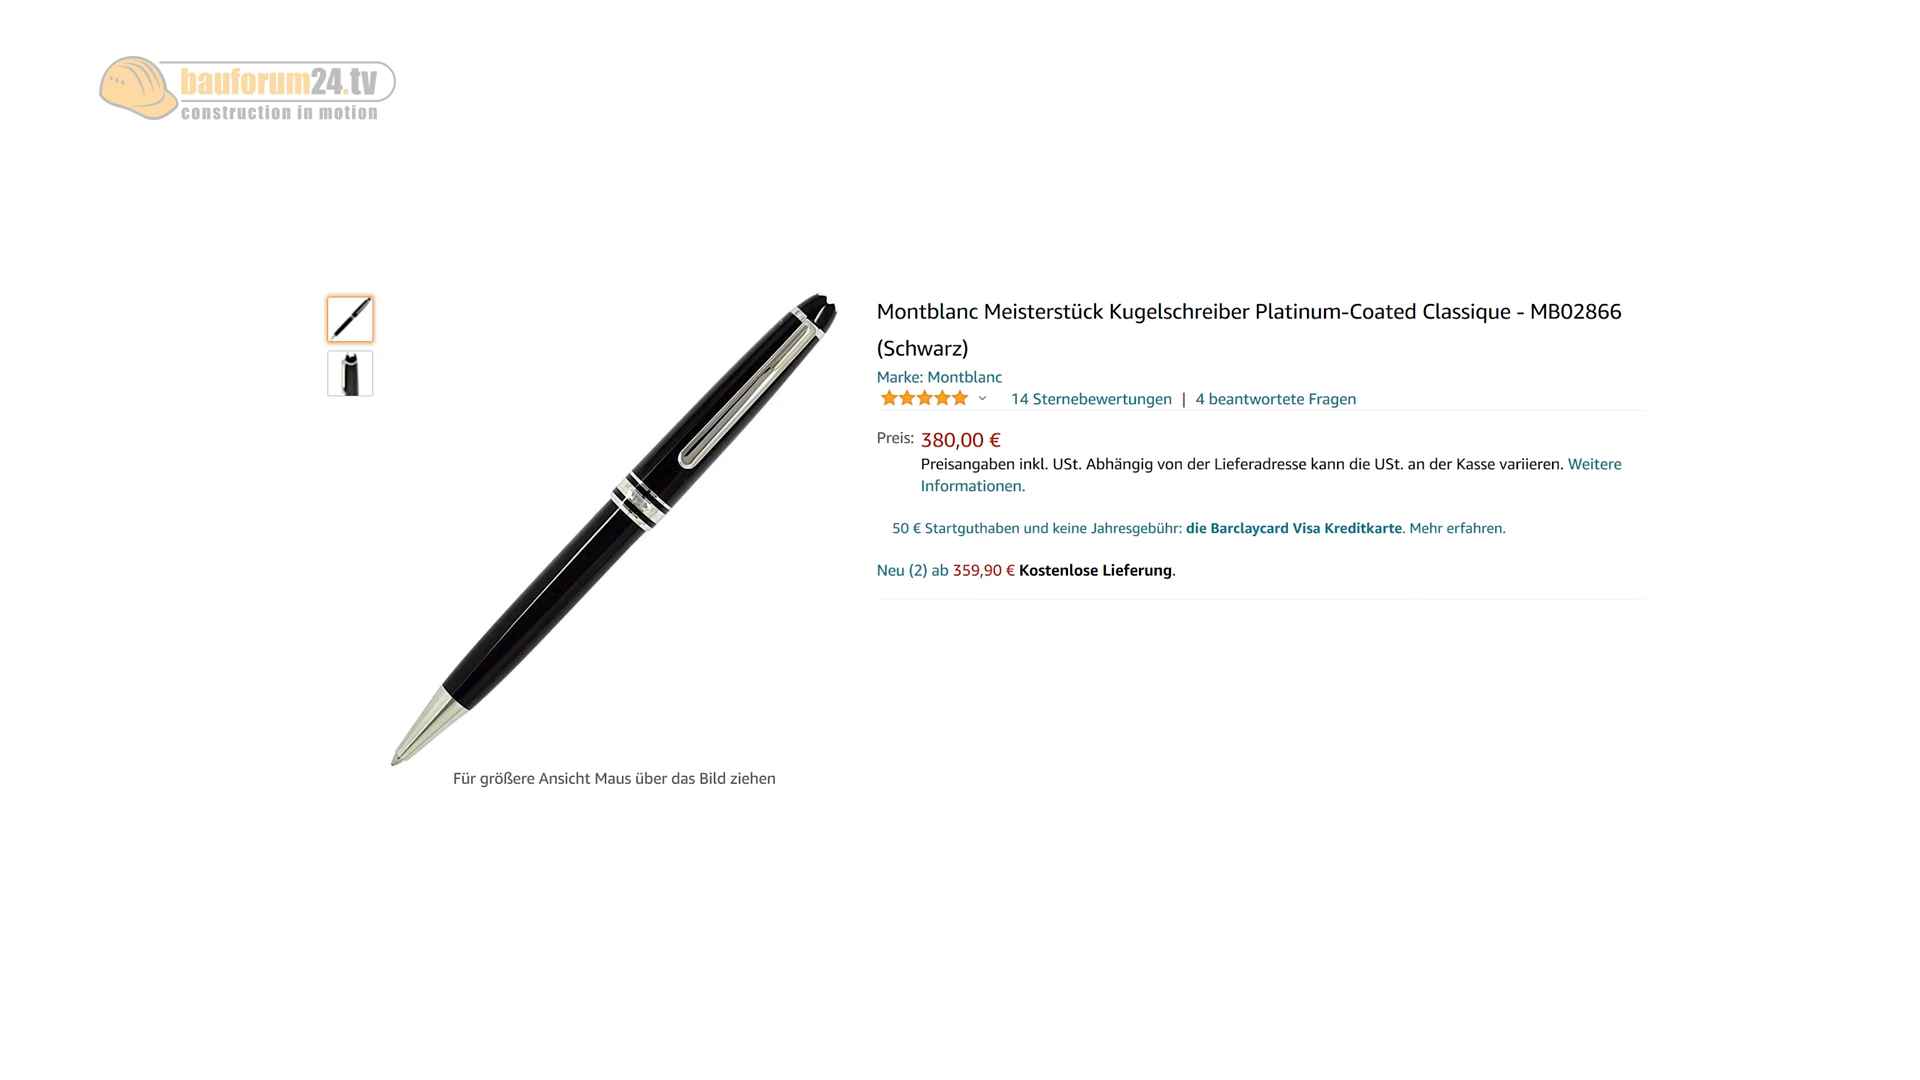 bauforum24.tv
construction in motion
Montblanc Meisterstück Kugelschreiber Platinum-Coated Classique - MB02866
(Schwarz)
Marke: Montblanc
14 Sternebewertungen | 4 beantwortete Fragen
Preis: 380,00 €
Preisangaben inkl. USt. Abhängig von der Lieferadresse kann die USt. an der Kasse variieren. Weitere
Informationen.
50 € Startguthaben und keine Jahresgebühr: die Barclaycard Visa Kreditkarte. Mehr erfahren.
Neu (2) ab 359,90 € Kostenlose Lieferung.
Für größere Ansicht Maus über das Bild ziehen